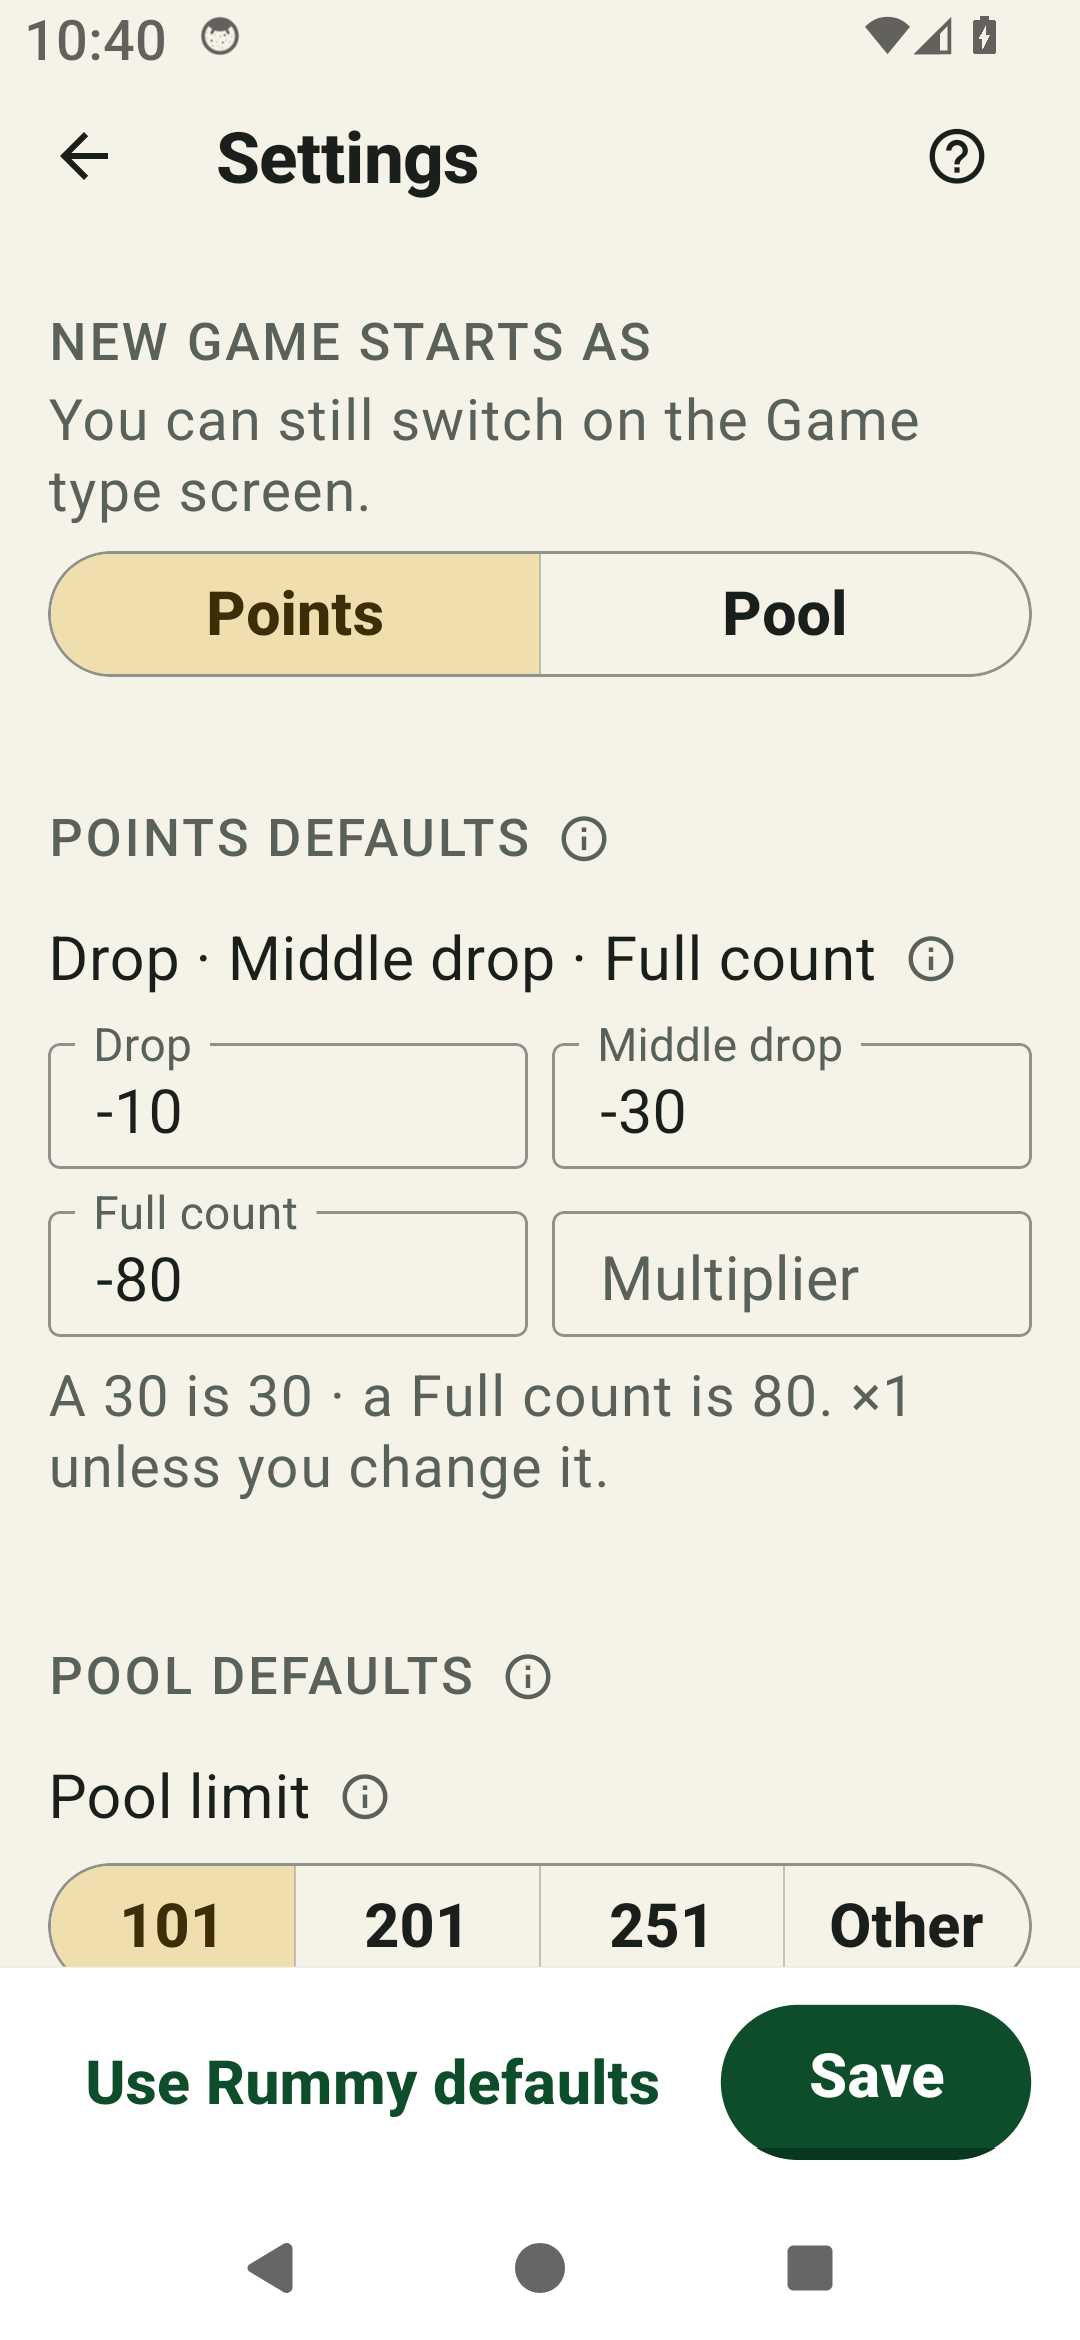 10:40
Settings
NEW GAME STARTS AS
You can still switch on the Game
type screen.
Points
Pool
POINTS DEFAULTS
Drop · Middle drop · Full count
Drop
-10
Middle drop
-30
Full count
-80
Multiplier
A 30 is 30 · a Full count is 80. ×1
unless you change it.
POOL DEFAULTS
Pool limit
101
201
251
Other
Use Rummy defaults
Save